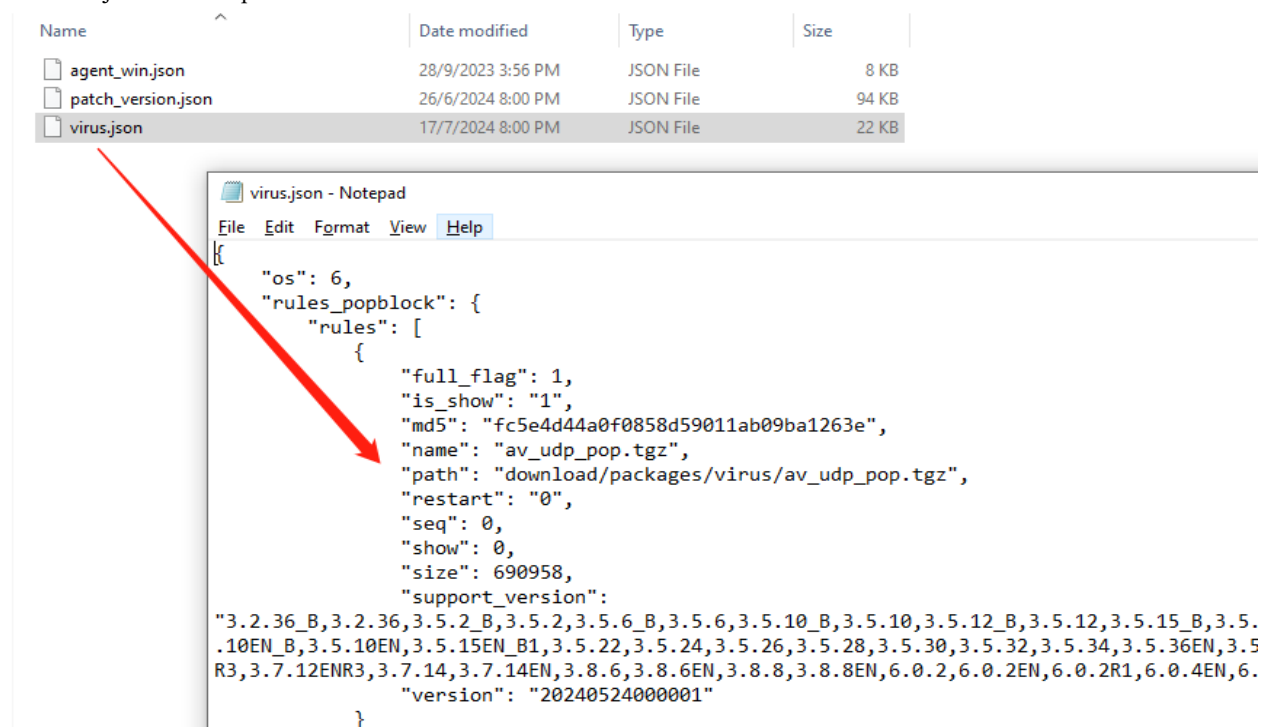 Name Date modified Type Size
agent_win.json 28/9/2023 3:56 PM JSON File 8 KB
patch_version.json 26/6/2024 8:00 PM JSON File 94 KB
virus.json 17/7/2024 8:00 PM JSON File 22 KB
virus.json - Notepad
File Edit Format View Help
{
"os": 6,
"rules_popblock": {
"rules": [
{
"full_flag": 1,
"is_show": "1",
"md5": "fc5e4d44a0f0858d59011ab09ba1263e",
"name": "av_udp_pop.tgz",
"path": "download/packages/virus/av_udp_pop.tgz",
"restart": "0",
"seq": 0,
"show": 0,
"size": 690958,
"support_version":
"3.2.36_B,3.2.36,3.5.2_B,3.5.2,3.5.6_B,3.5.6,3.5.10_B,3.5.10,3.5.12_B,3.5.12,3.5.15_B,3.5.
.10EN_B,3.5.10EN,3.5.15EN_B1,3.5.22,3.5.24,3.5.26,3.5.28,3.5.30,3.5.32,3.5.34,3.5.36EN,3.5
R3,3.7.12ENR3,3.7.14,3.7.14EN,3.8.6,3.8.6EN,3.8.8,3.8.8EN,6.0.2,6.0.2EN,6.0.2R1,6.0.4EN,6.
"version": "20240524000001"
}